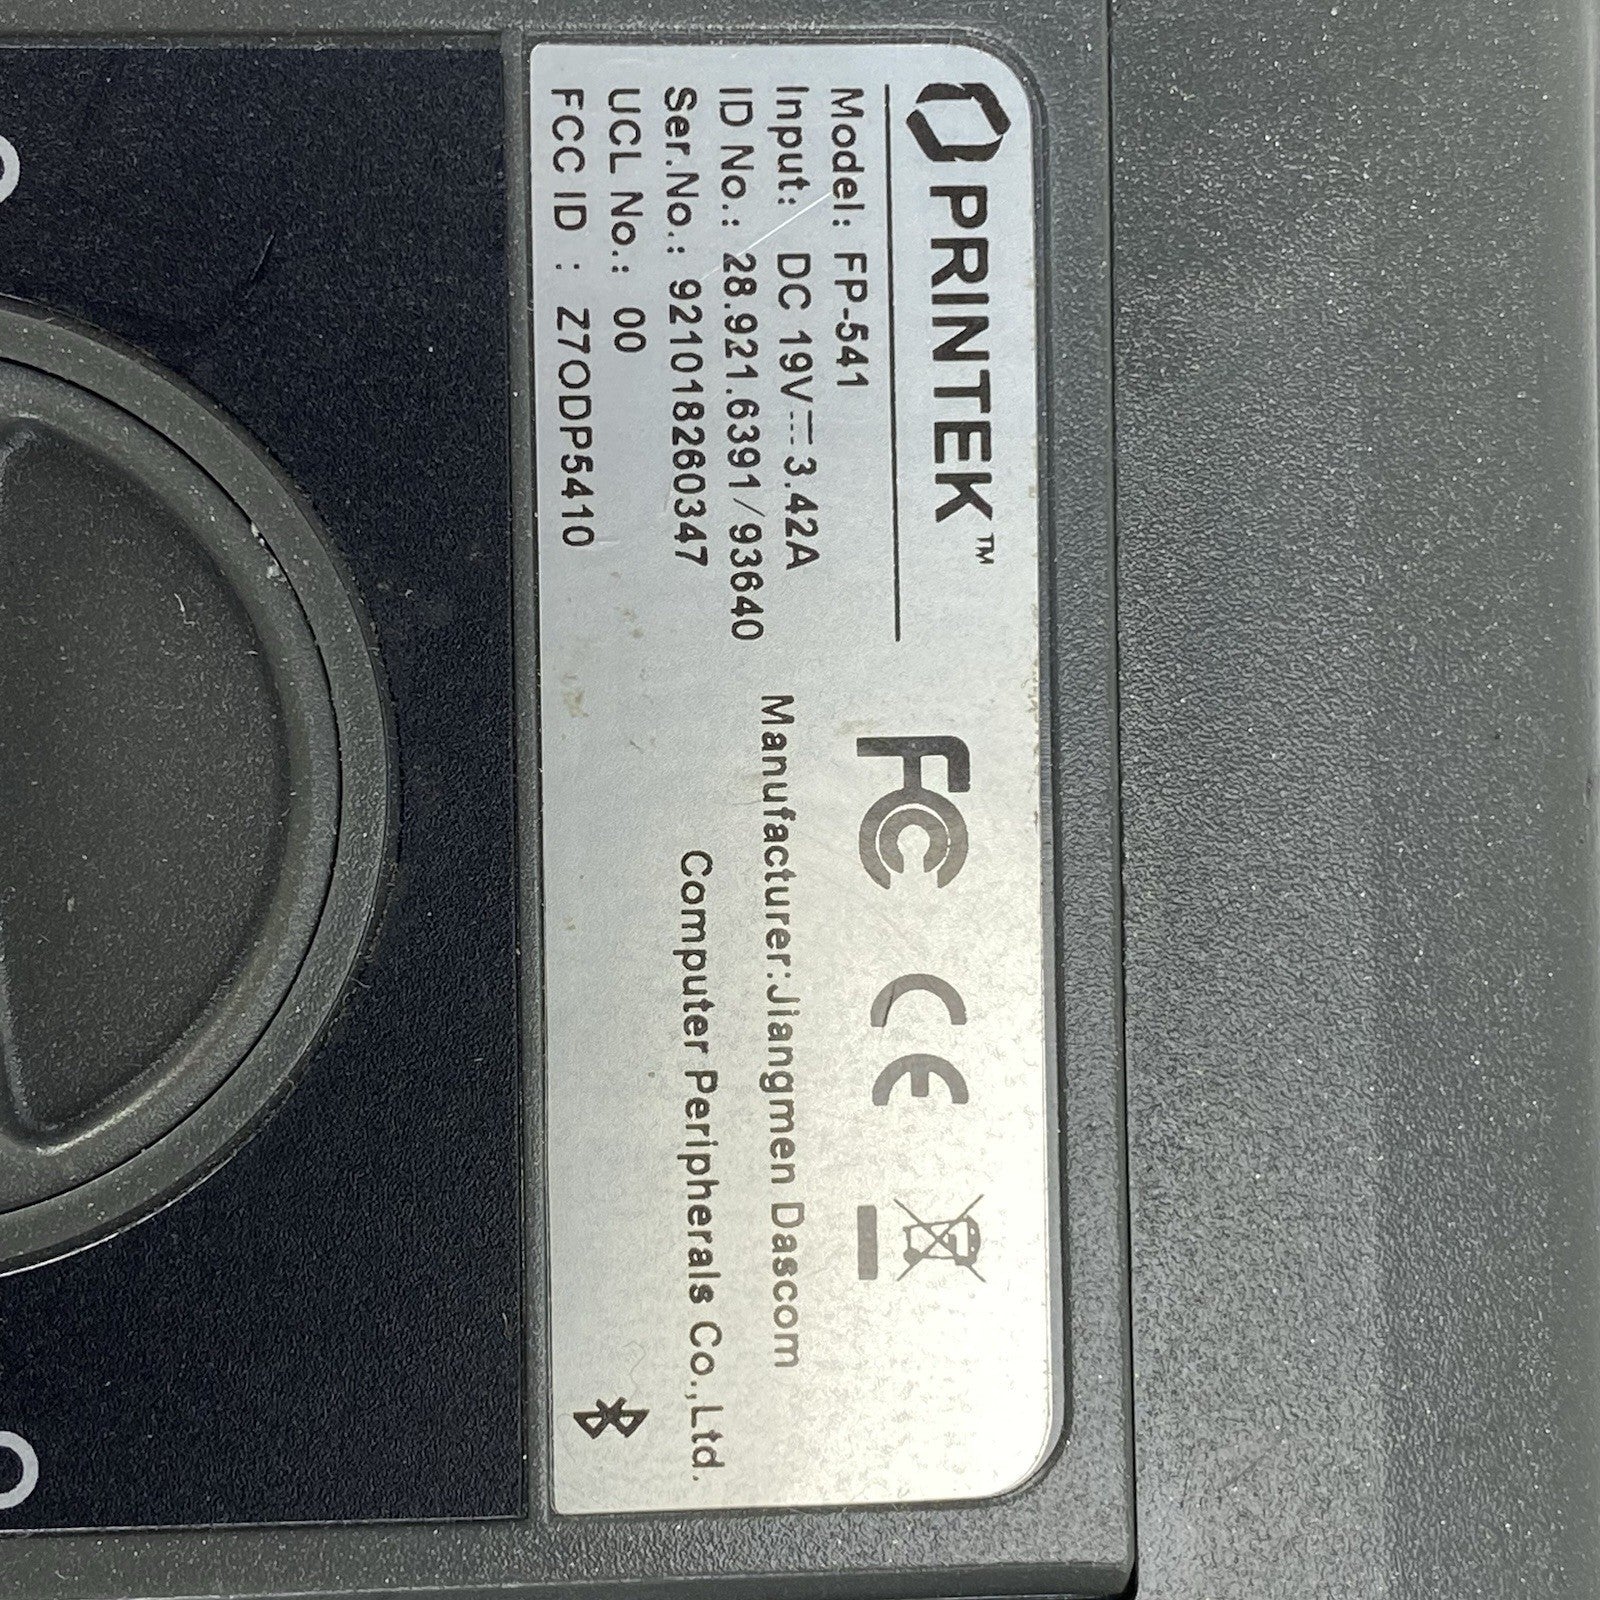 PRINTEK™
Model: FP-541
Input: DC 19V⎓3.42A
ID No.: 28.921.6391/93640
Ser.No.: 921018260347
UCL No.: 00
FCC ID : Z7ODP5410
FC CE
Manufacturer:Jiangmen Dascom
Computer Peripherals Co.,Ltd.